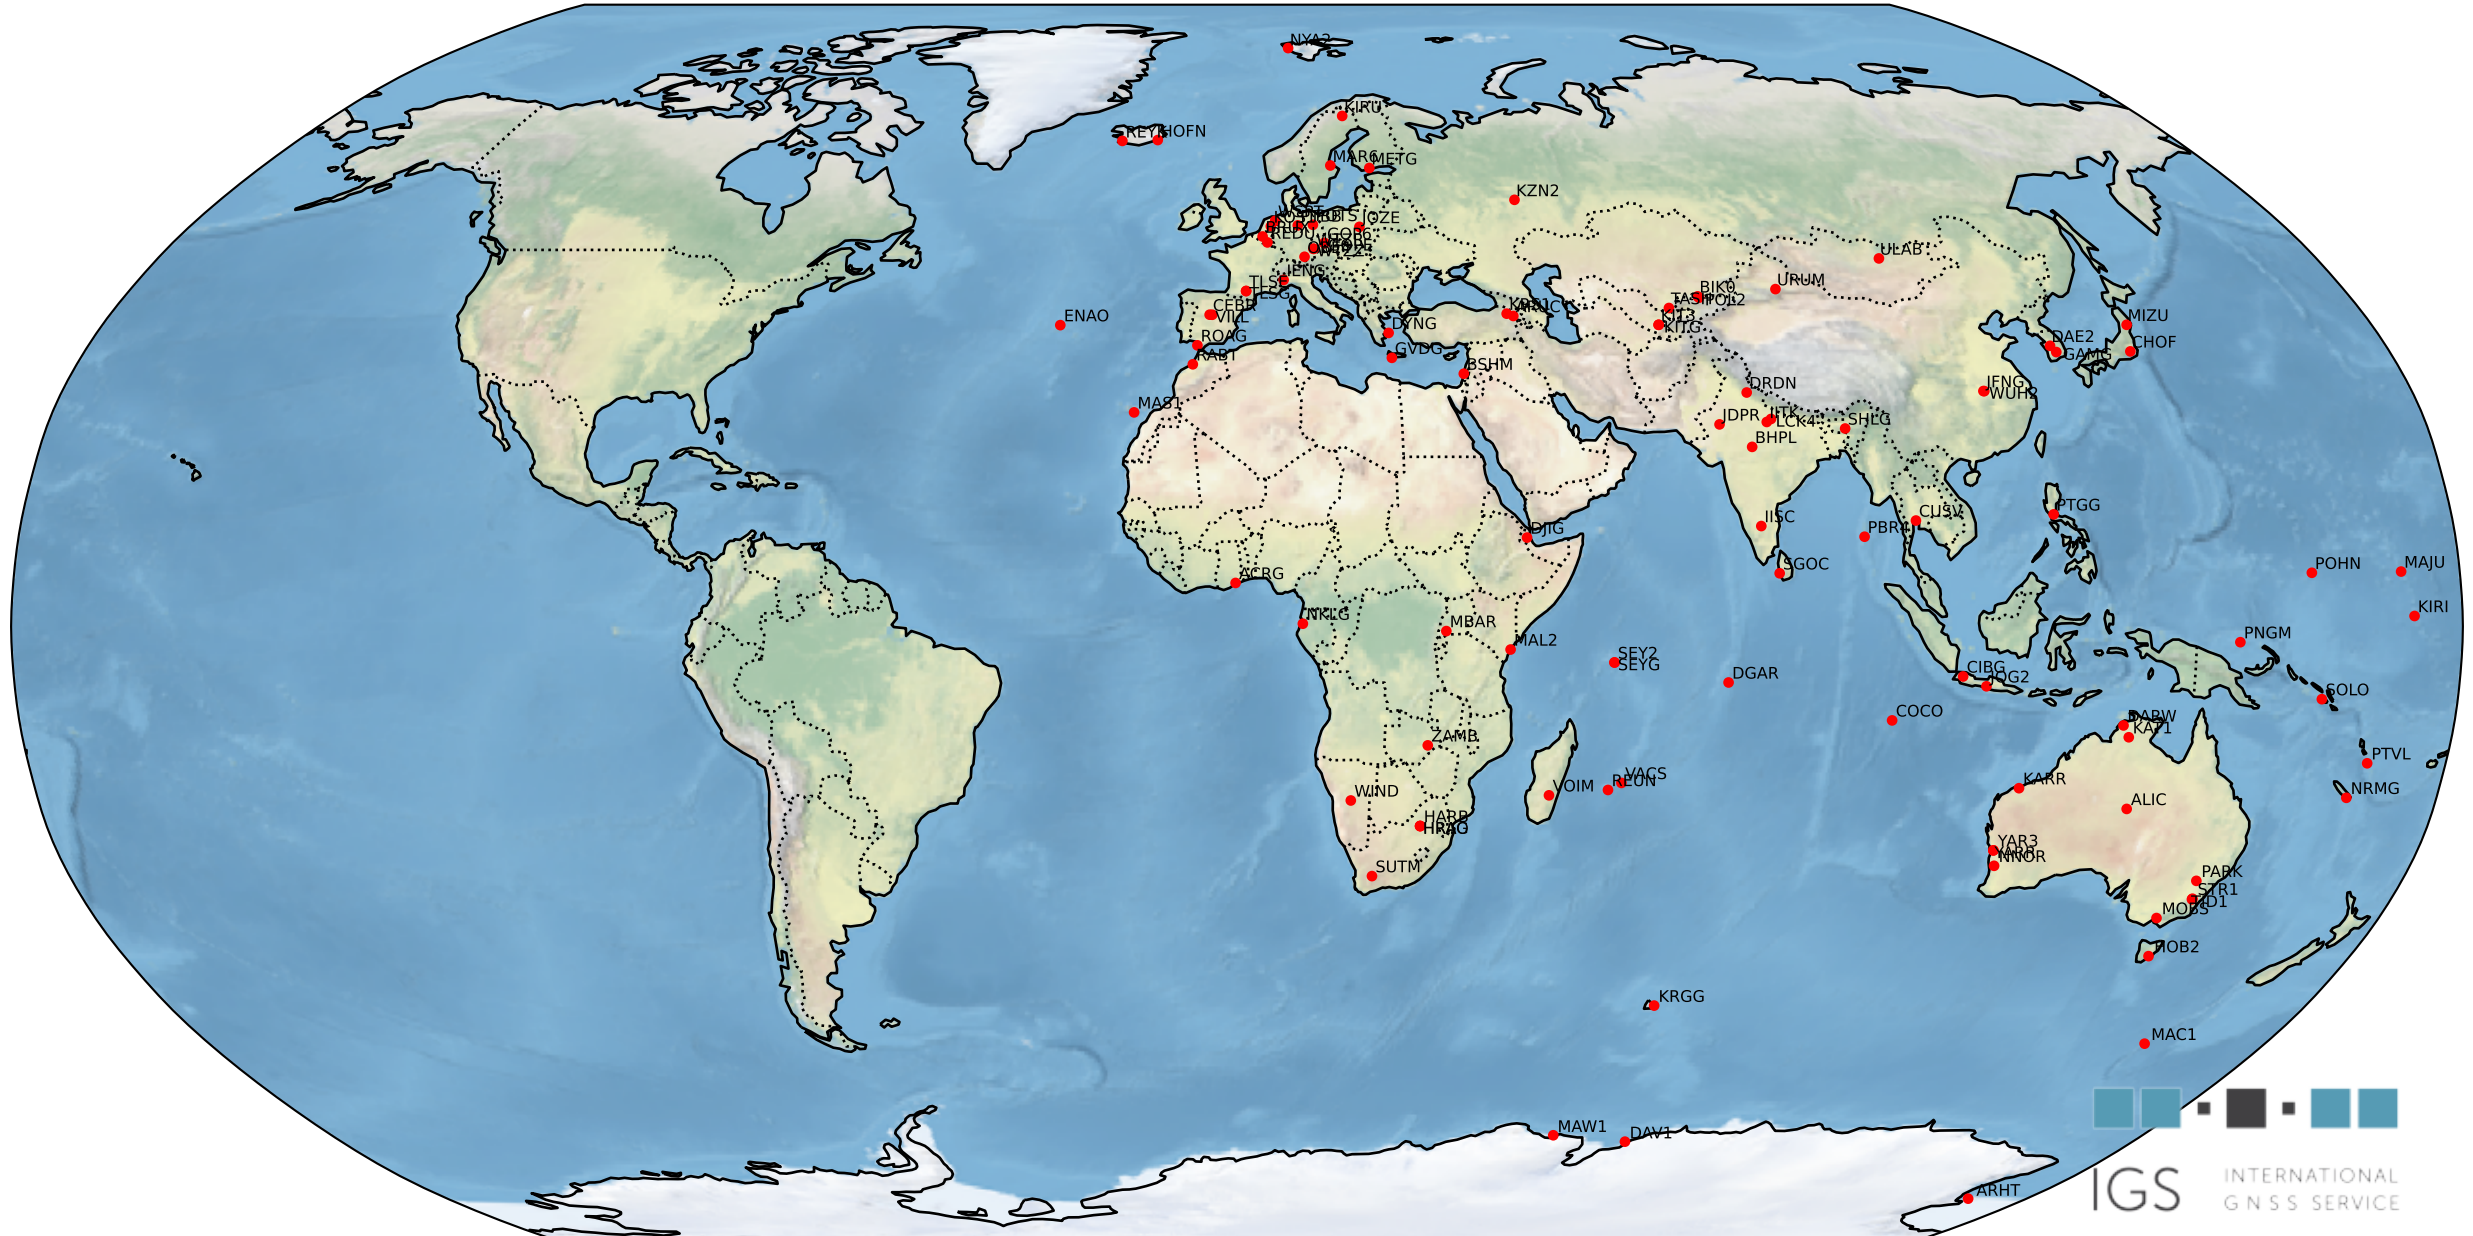 NYA2
KIRU
REYK
HOFN
MAR6
METG
KZN2
JOZE
REDU
ULAB
IENG
URUM
TLSG
BIK0
POL2
CEBR
VILL
ENAO
DYNG
KIT3
KITG
MIZU
ROAG
RABT
GVDG
DAE2
GAMG
CHOF
BSHM
DRDN
JFNG
WUH2
MAS1
JDPR
IITK
LCK4
SHLG
BHPL
PTGG
IISC
CUSV
DJIG
PBR4
SGOC
POHN
MAJU
ACRG
NKLG
MBAR
KIRI
MAL2
PNGM
SEY2
SEYG
DGAR
CIBG
JOG2
SOLO
COCO
DARW
KAT1
ZAMB
PTVL
VACS
REUN
VOIM
WIND
KARR
NRMG
ALIC
HARB
YAR3
NNOR
SUTM
PARK
STR1
TID1
MOBS
HOB2
KRGG
MAC1
MAW1
DAV1
ARHT
IGS
INTERNATIONAL
GNSS SERVICE